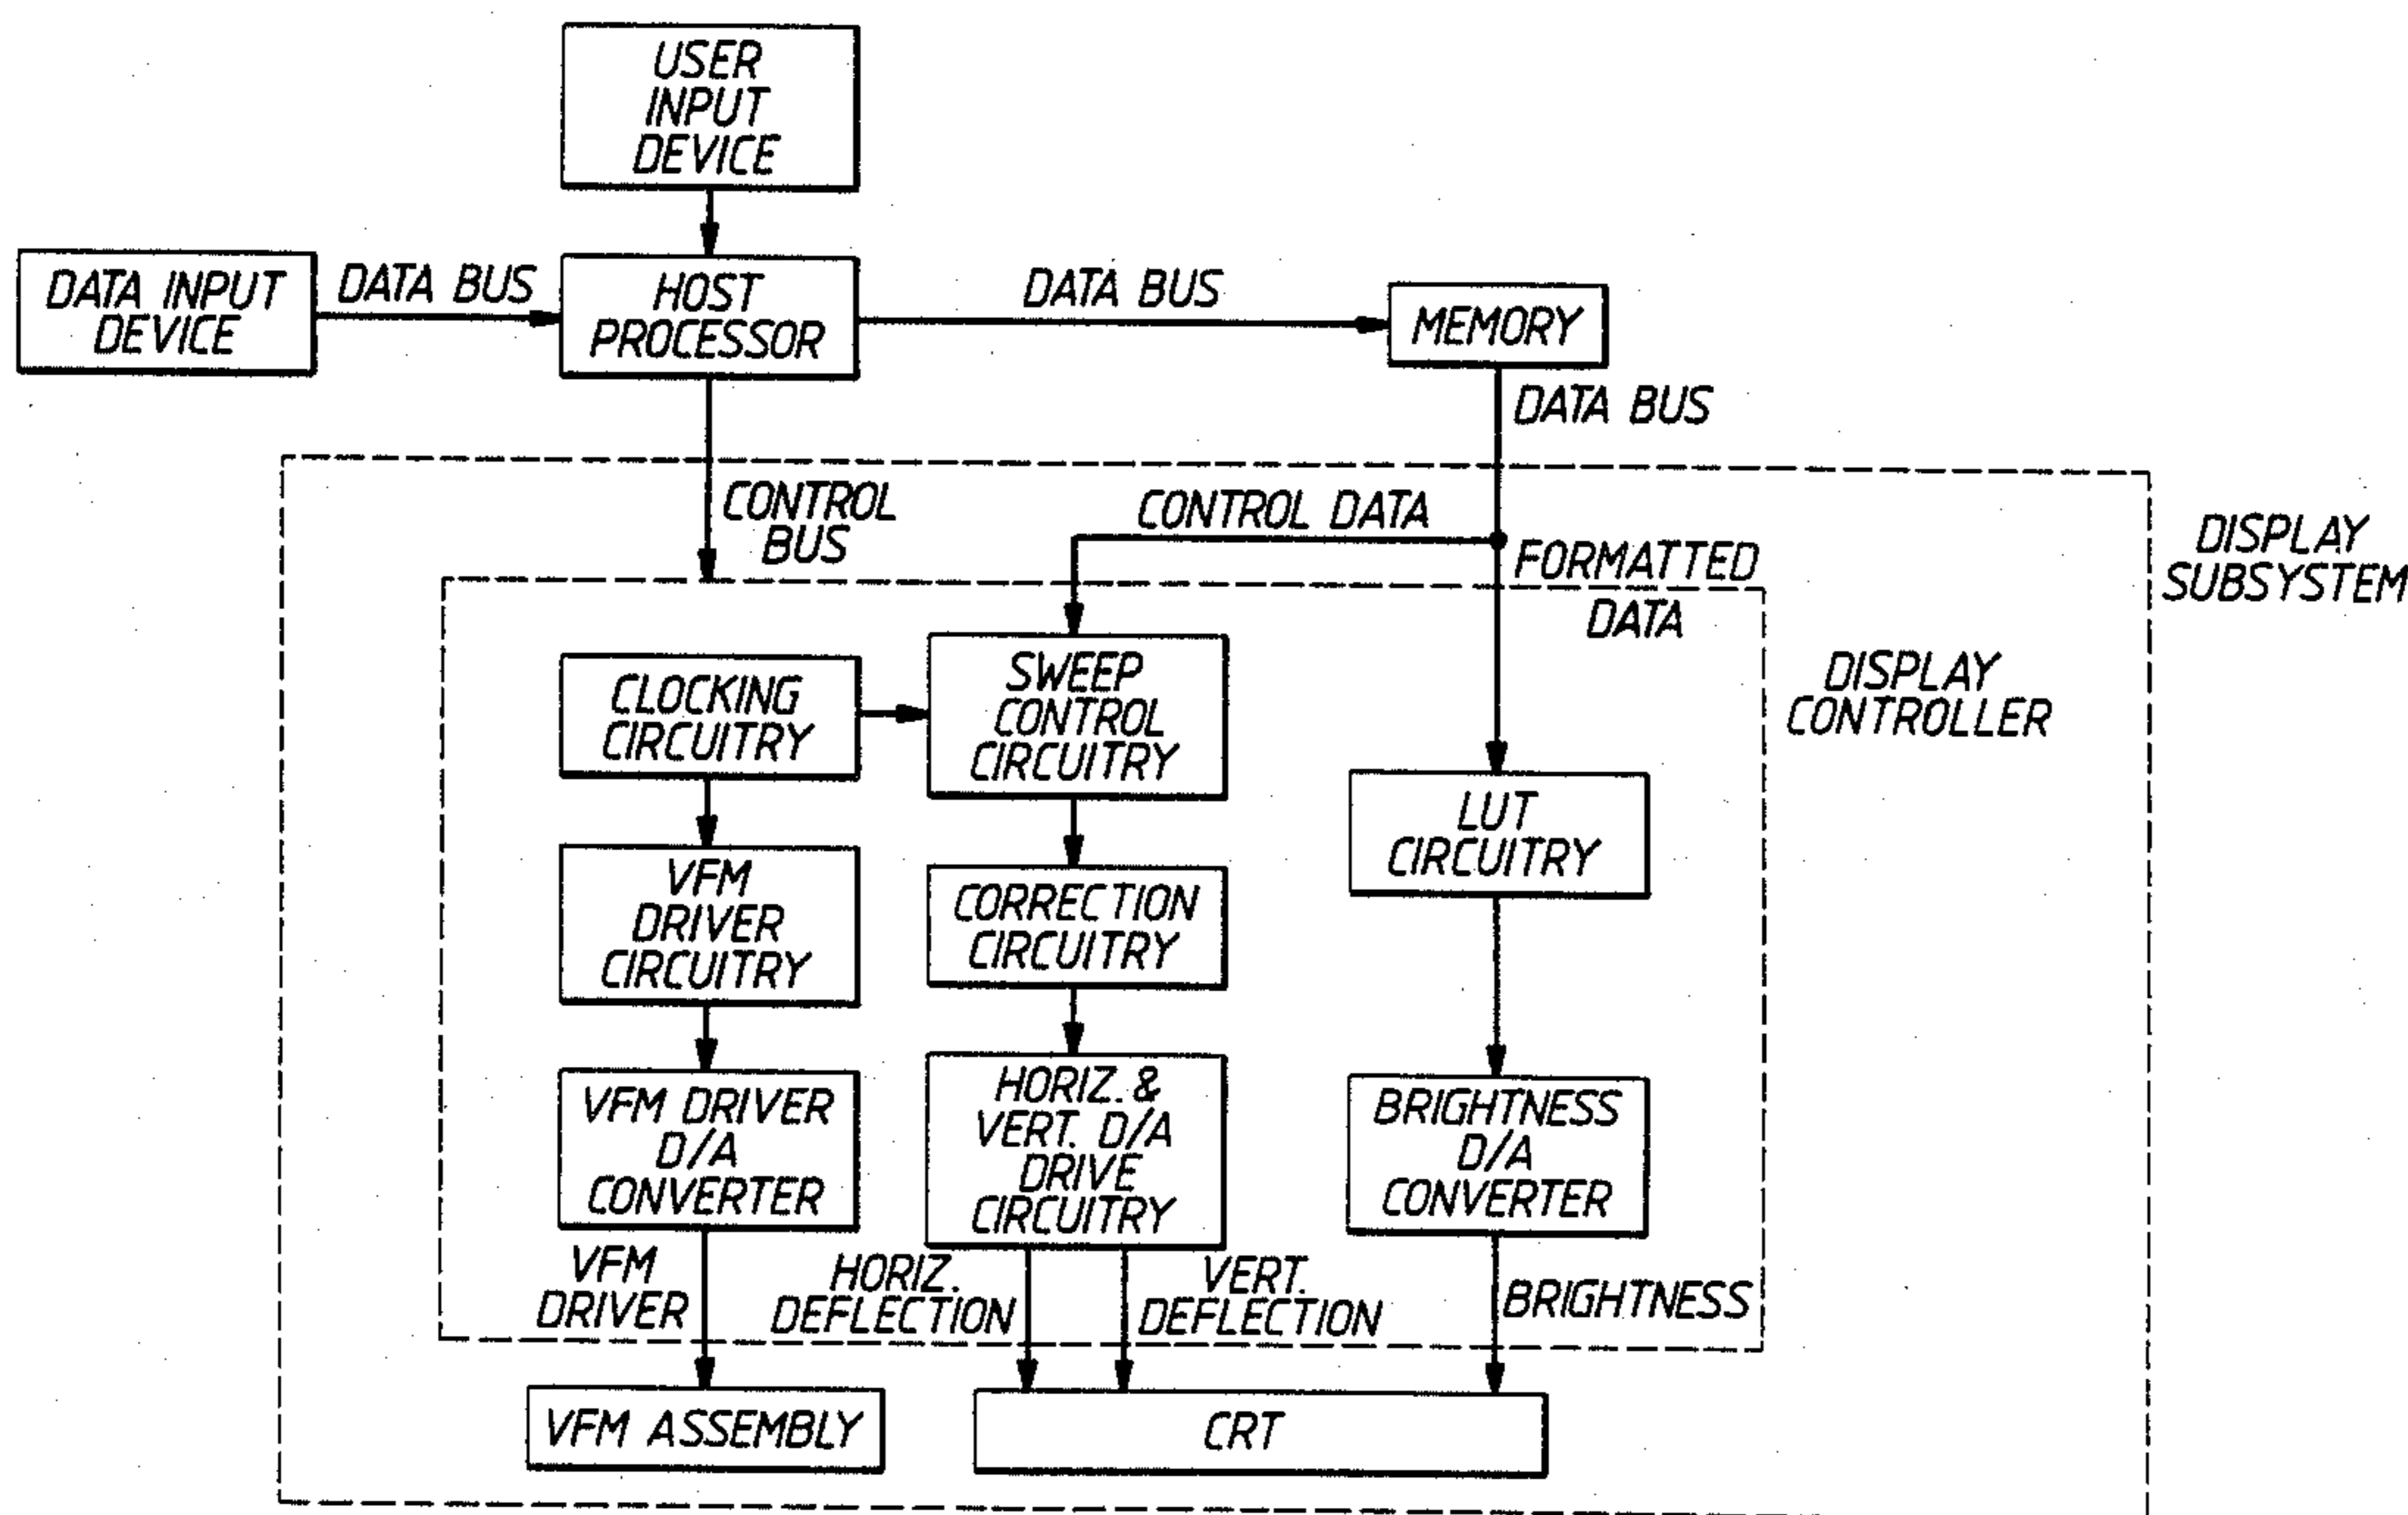 USER
INPUT
DEVICE
DATA INPUT
DEVICE
DATA BUS
HOST
PROCESSOR
DATA BUS
MEMORY
DATA BUS
CONTROL
BUS
CONTROL DATA
FORMATTED
DATA
DISPLAY
SUBSYSTEM
DISPLAY
CONTROLLER
CLOCKING
CIRCUITRY
SWEEP
CONTROL
CIRCUITRY
LUT
CIRCUITRY
VFM
DRIVER
CIRCUITRY
CORRECTION
CIRCUITRY
VFM DRIVER
D/A
CONVERTER
HORIZ. &
VERT. D/A
DRIVE
CIRCUITRY
BRIGHTNESS
D/A
CONVERTER
VFM
DRIVER
HORIZ.
DEFLECTION
VERT.
DEFLECTION
BRIGHTNESS
VFM ASSEMBLY
CRT